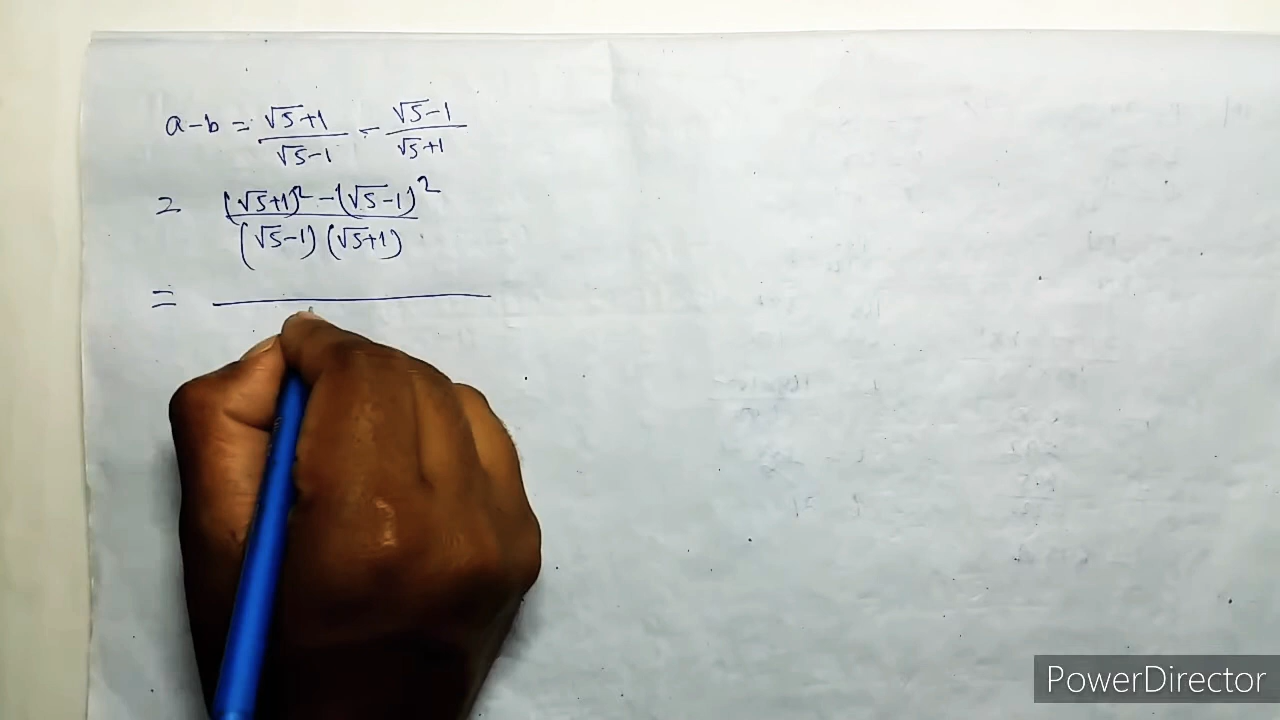 a-b = √5+1/√5-1 - √5-1/√5+1
= (√5+1)² - (√5-1)²/(√5-1)(√5+1)
=
PowerDirector